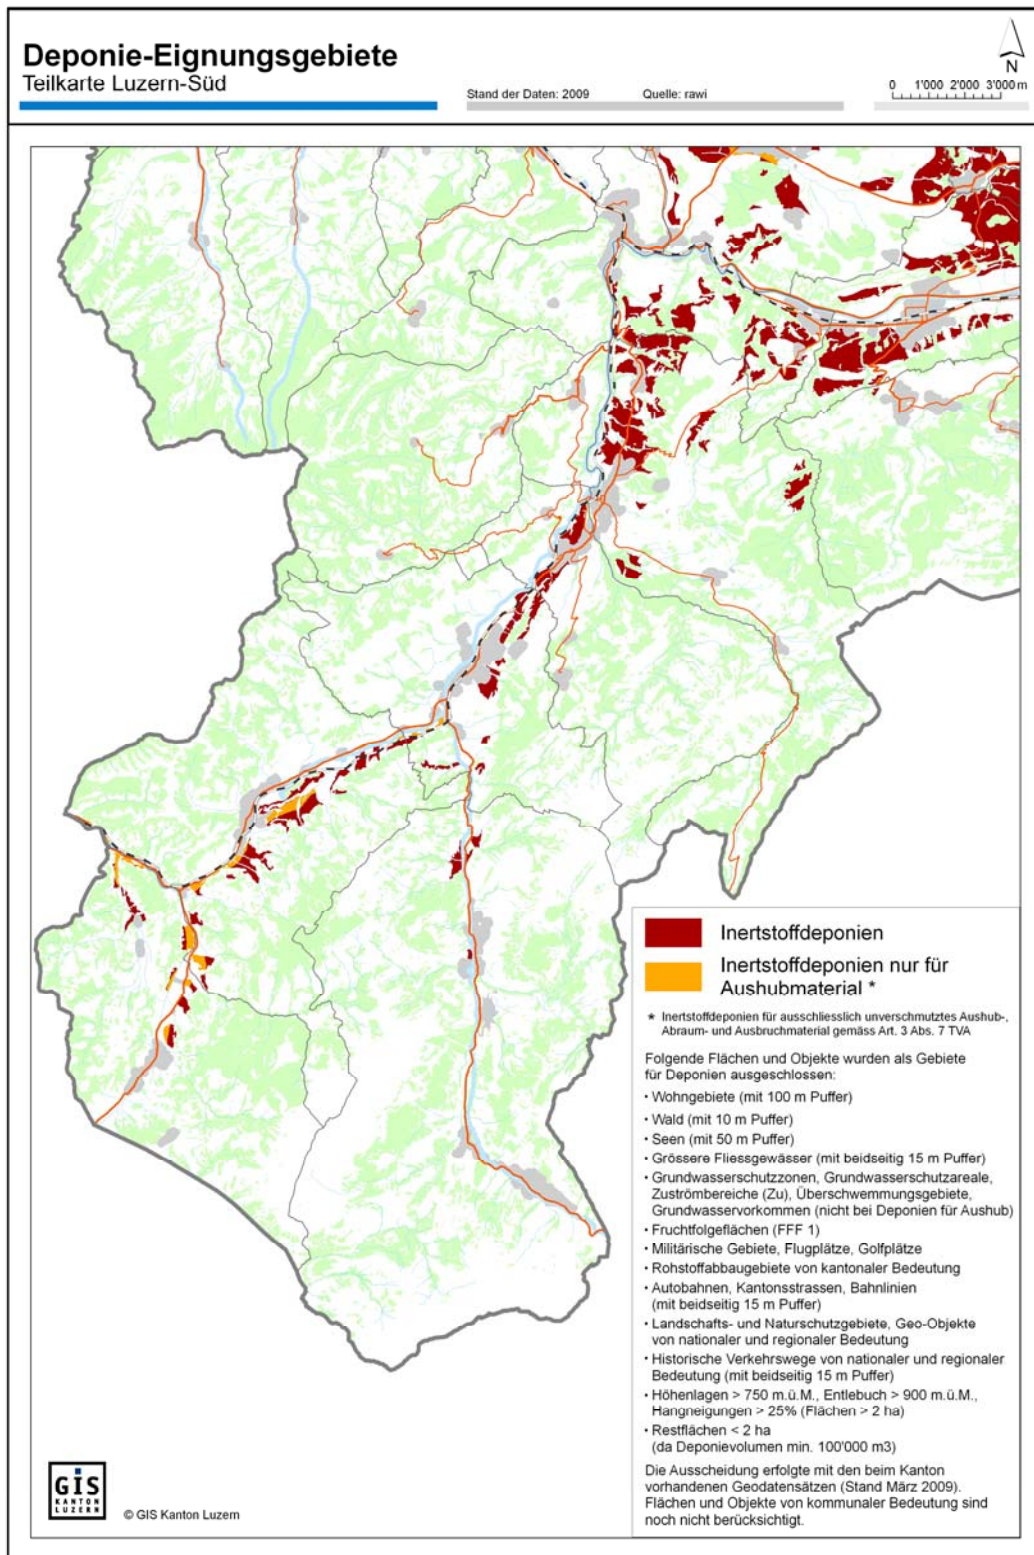 Deponie-Eignungsgebiete
Teilkarte Luzern-Süd
Stand der Daten: 2009 Quelle: rawi
N
0 1'000 2'000 3'000 m
Inertstoffdeponien
Inertstoffdeponien nur für
Aushubmaterial *
* Inertstoffdeponien für ausschliesslich unverschmutztes Aushub-,
Abraum- und Ausbruchmaterial gemäss Art. 3 Abs. 7 TVA
Folgende Flächen und Objekte wurden als Gebiete
für Deponien ausgeschlossen:
• Wohngebiete (mit 100 m Puffer)
• Wald (mit 10 m Puffer)
• Seen (mit 50 m Puffer)
• Grössere Fliessgewässer (mit beidseitig 15 m Puffer)
• Grundwasserschutzzonen, Grundwasserschutzareale,
Zuströmbereiche (Zu), Überschwemmungsgebiete,
Grundwasservorkommen (nicht bei Deponien für Aushub)
• Fruchtfolgeflächen (FFF 1)
• Militärische Gebiete, Flugplätze, Golfplätze
• Rohstoffabbaugebiete von kantonaler Bedeutung
• Autobahnen, Kantonsstrassen, Bahnlinien
(mit beidseitig 15 m Puffer)
• Landschafts- und Naturschutzgebiete, Geo-Objekte
von nationaler und regionaler Bedeutung
• Historische Verkehrswege von nationaler und regionaler
Bedeutung (mit beidseitig 15 m Puffer)
• Höhenlagen > 750 m.ü.M., Entlebuch > 900 m.ü.M.,
Hangneigungen > 25% (Flächen > 2 ha)
• Restflächen < 2 ha
(da Deponievolumen min. 100'000 m3)
Die Ausscheidung erfolgte mit den beim Kanton
vorhandenen Geodatensätzen (Stand März 2009).
Flächen und Objekte von kommunaler Bedeutung sind
noch nicht berücksichtigt.
GIS
KANTON
LUZERN
© GIS Kanton Luzern